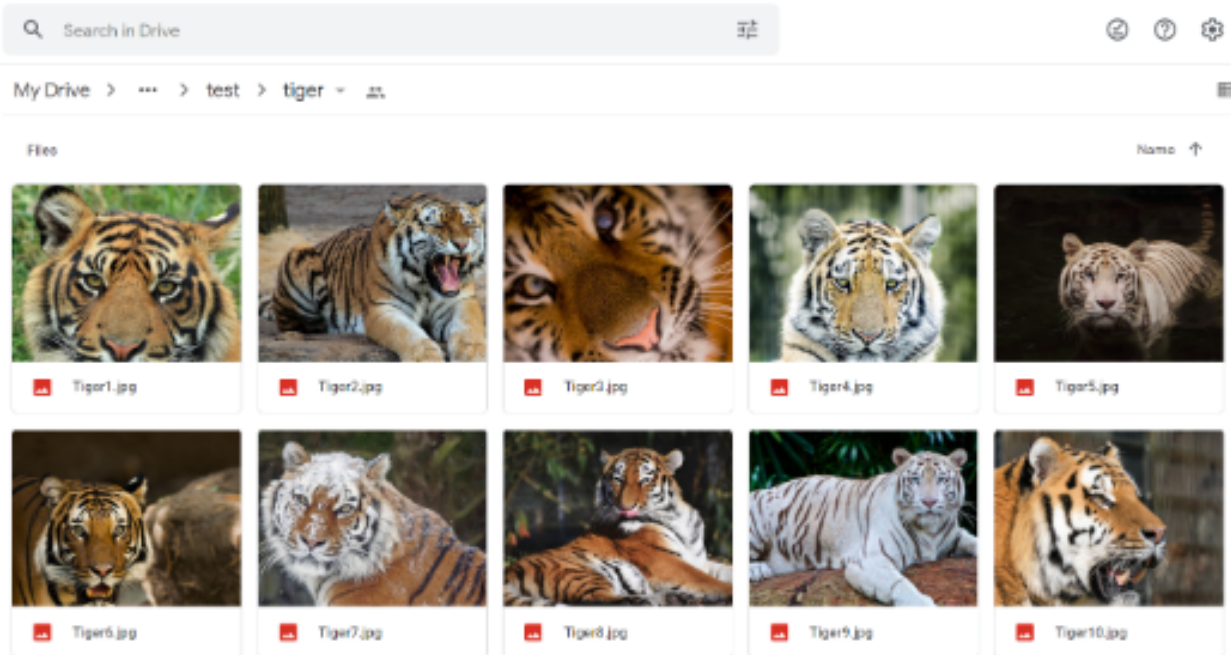 Search in Drive
My Drive > ... > test > tiger
Files
Name ↑
Tiger1.jpg
Tiger2.jpg
Tiger3.jpg
Tiger4.jpg
Tiger5.jpg
Tiger6.jpg
Tiger7.jpg
Tiger8.jpg
Tiger9.jpg
Tiger10.jpg